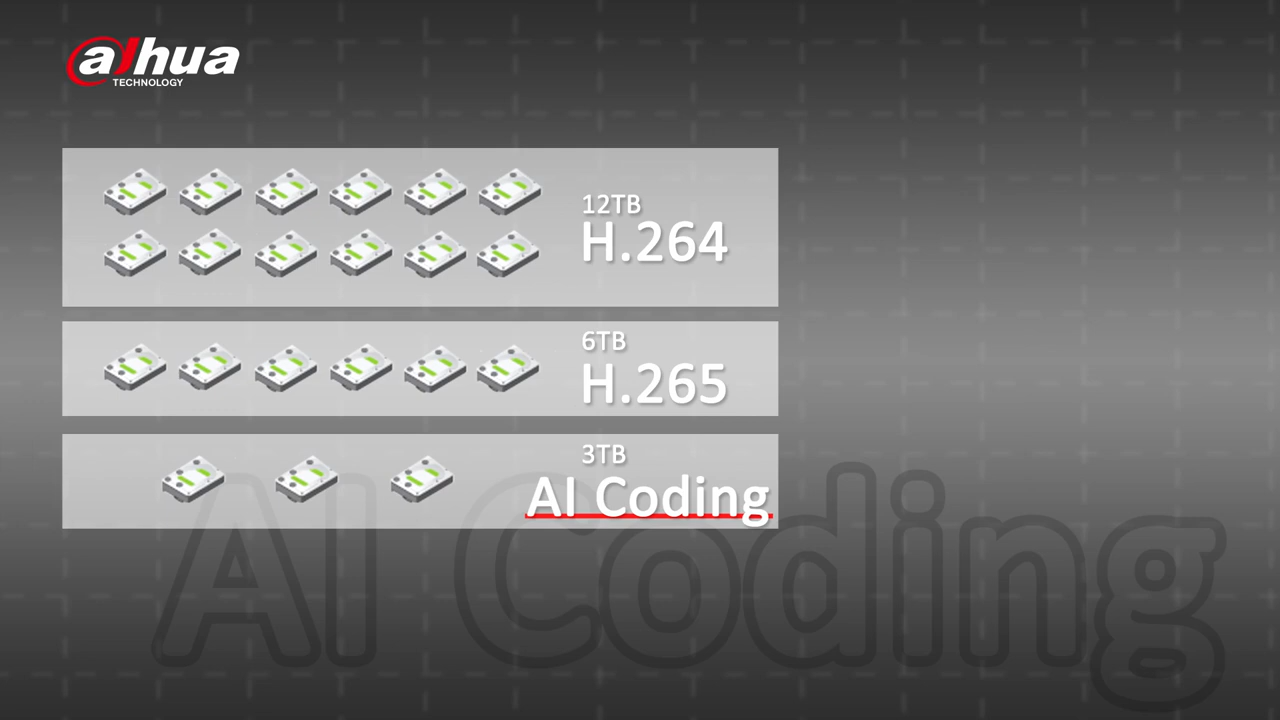 alhua
TECHNOLOGY
12TB
H.264
6TB
H.265
3TB
AI Coding
AI Coding